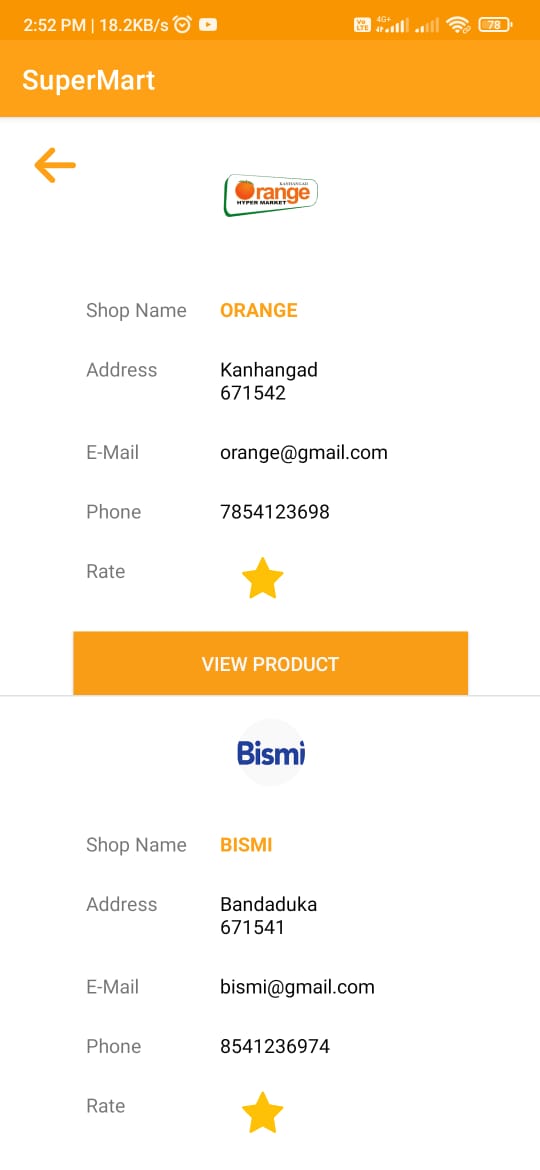 2:52 PM | 18.2KB/s
Vo LTE 4G+ 78
SuperMart
KANHANGAD
Orange
HYPER MARKET
Shop Name ORANGE
Address Kanhangad
671542
E-Mail orange@gmail.com
Phone 7854123698
Rate
VIEW PRODUCT
Bismi
Shop Name BISMI
Address Bandaduka
671541
E-Mail bismi@gmail.com
Phone 8541236974
Rate